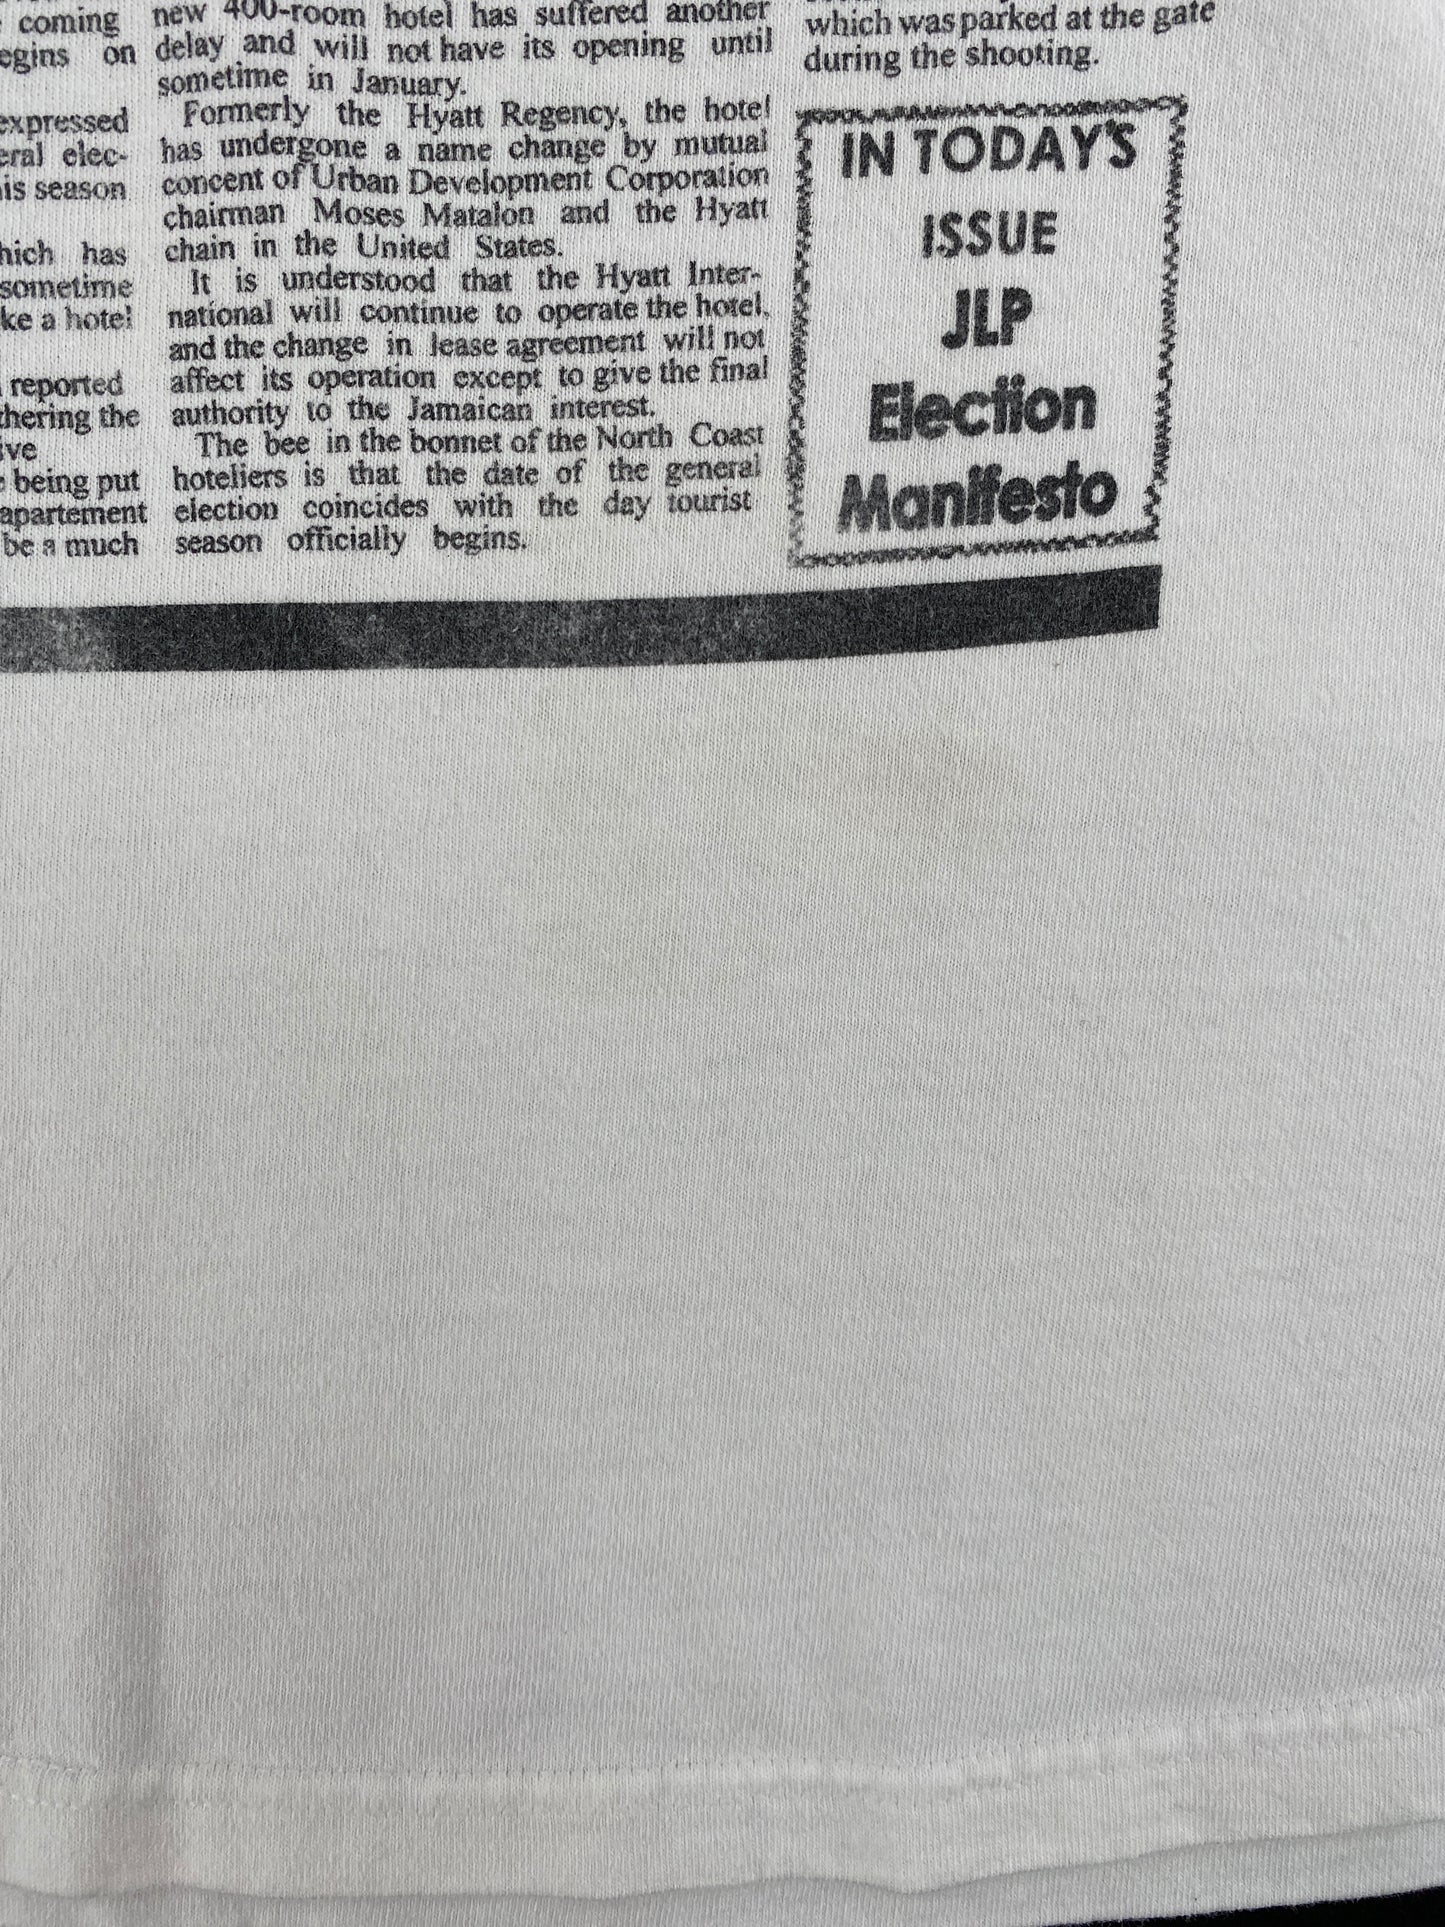 coming
egins on
expressed
eral elec-
is season
hich has
sometime
ke a hotel
reported
thering the
ive
being put
apartement
be a much
new 400-room hotel has suffered another
delay and will not have its opening until
sometime in January.
Formerly the Hyatt Regency, the hotel
has undergone a name change by mutual
concent of Urban Development Corporation
chairman Moses Matalon and the Hyatt
chain in the United States.
It is understood that the Hyatt Inter-
national will continue to operate the hotel,
and the change in lease agreement will not
affect its operation except to give the final
authority to the Jamaican interest.
The bee in the bonnet of the North Coast
hoteliers is that the date of the general
election coincides with the day tourist
season officially begins.
which was parked at the gate
during the shooting.
IN TODAY'S
ISSUE
JLP
Election
Manifesto